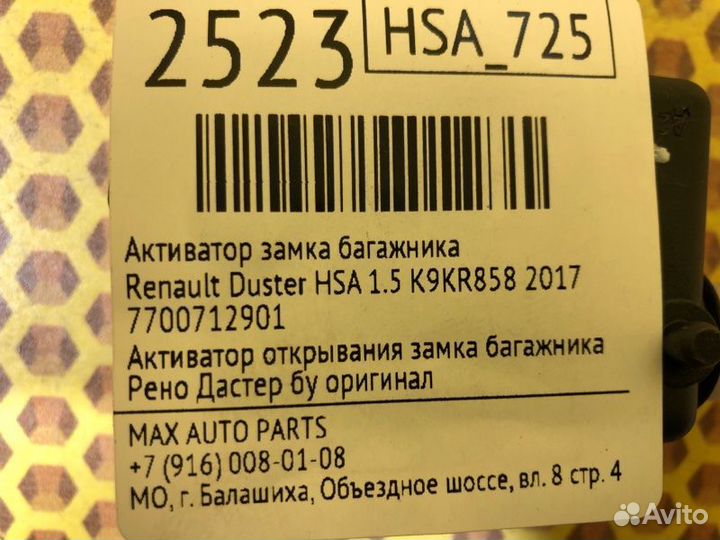 2523
HSA_725
Активатор замка багажника
Renault Duster HSA 1.5 K9KR858 2017
7700712901
Активатор открывания замка багажника
Рено Дастер бу оригинал
MAX AUTO PARTS
+7 (916) 008-01-08
МО, г. Балашиха, Объездное шоссе, вл. 8 стр. 4
Avito